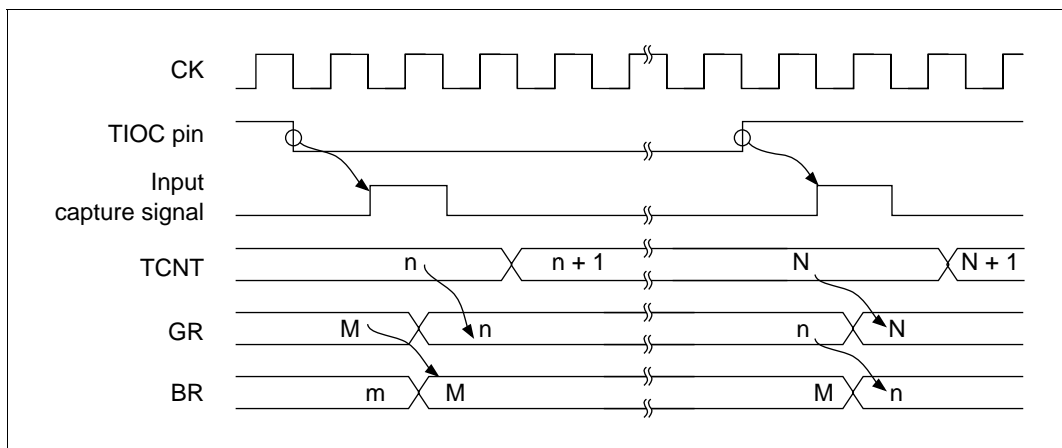 CK
TIOC pin
Input
capture signal
TCNT n n + 1 N N + 1
GR M n n N
BR m M M n